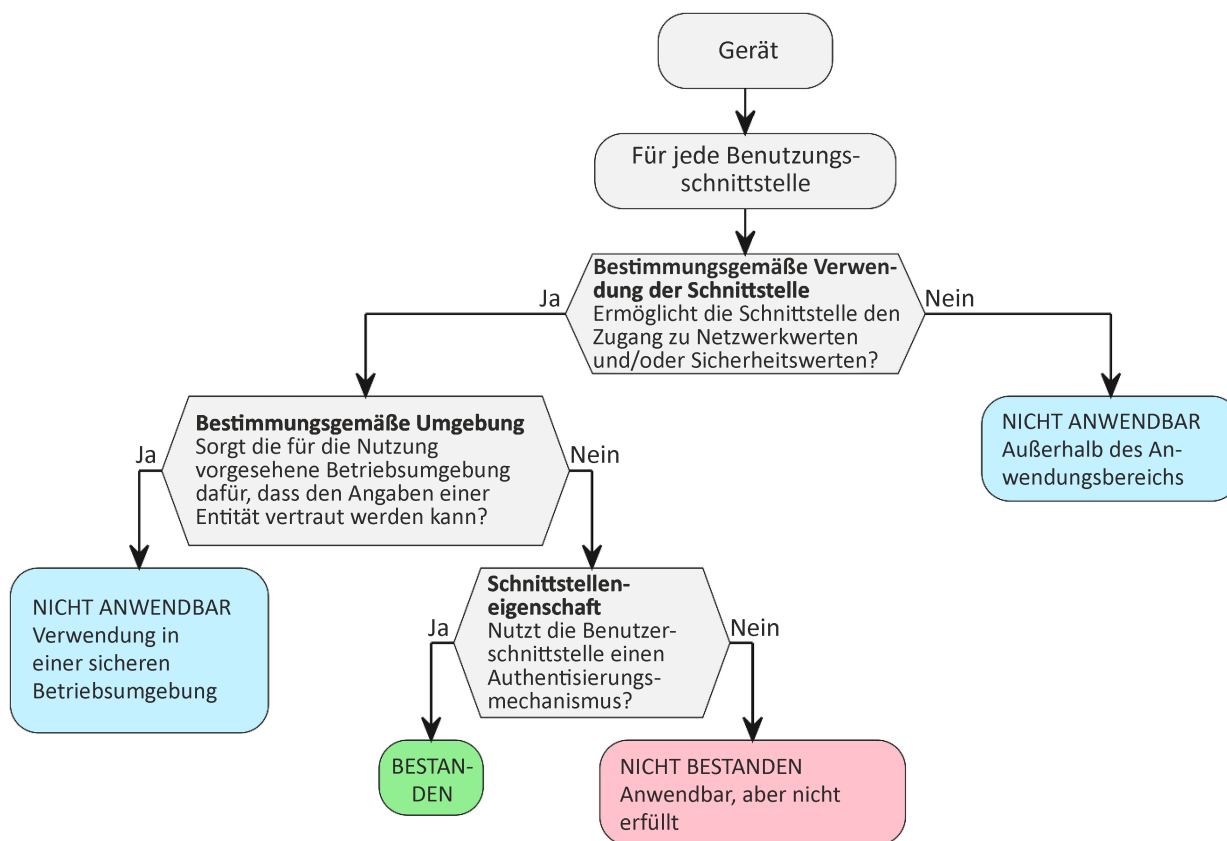 Gerät
Für jede Benutzungs-
schnittstelle
Bestimmungsgemäße Verwen-
dung der Schnittstelle
Ermöglicht die Schnittstelle den
Zugang zu Netzwerkwerten
und/oder Sicherheitswerten?
Ja
Nein
Bestimmungsgemäße Umgebung
Sorgt die für die Nutzung
vorgesehene Betriebsumgebung
dafür, dass den Angaben einer
Entität vertraut werden kann?
Ja
Nein
NICHT ANWENDBAR
Außerhalb des An-
wendungsbereichs
NICHT ANWENDBAR
Verwendung in
einer sicheren
Betriebsumgebung
Schnittstellen-
eigenschaft
Nutzt die Benutzer-
schnittstelle einen
Authentisierungs-
mechanismus?
Ja
Nein
BESTAN-
DEN
NICHT BESTANDEN
Anwendbar, aber nicht
erfüllt